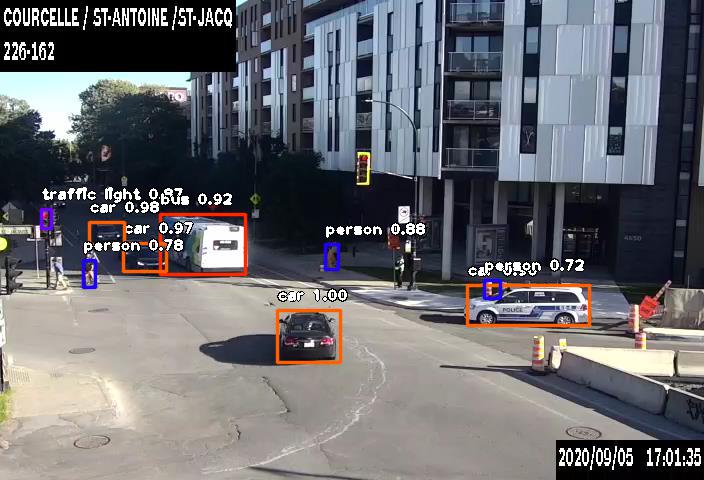 COURCELLE / ST-ANTOINE /ST-JACQ
226-162
traffic light 0.87
bus 0.92
car 0.98
car 0.97
person 0.78
person 0.88
person 0.72
car 1.00
POLICE
4650
2020/09/05 17:01:35